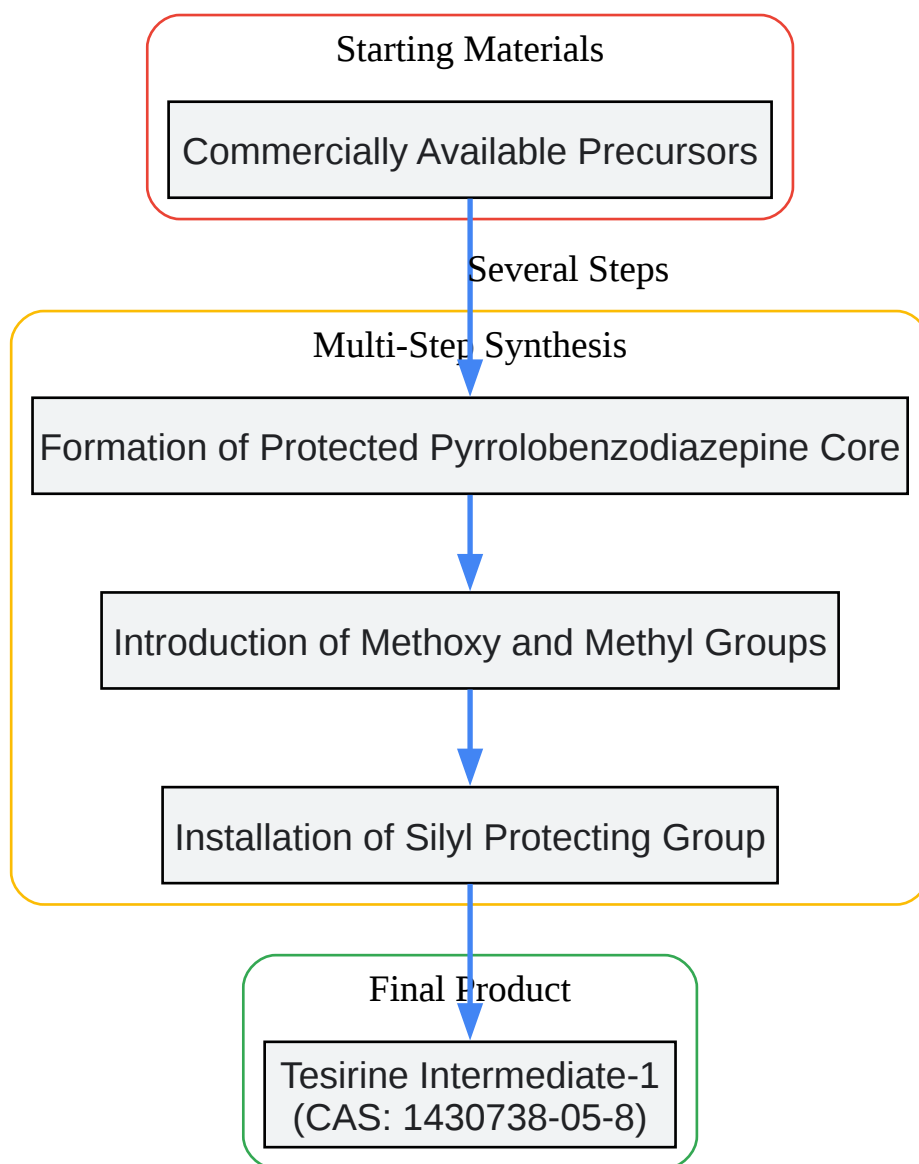 Starting Materials
Commercially Available Precursors
Several Steps
Multi-Step Synthesis
Formation of Protected Pyrrolobenzodiazepine Core
Introduction of Methoxy and Methyl Groups
Installation of Silyl Protecting Group
Final Product
Tesirine Intermediate-1
(CAS: 1430738-05-8)